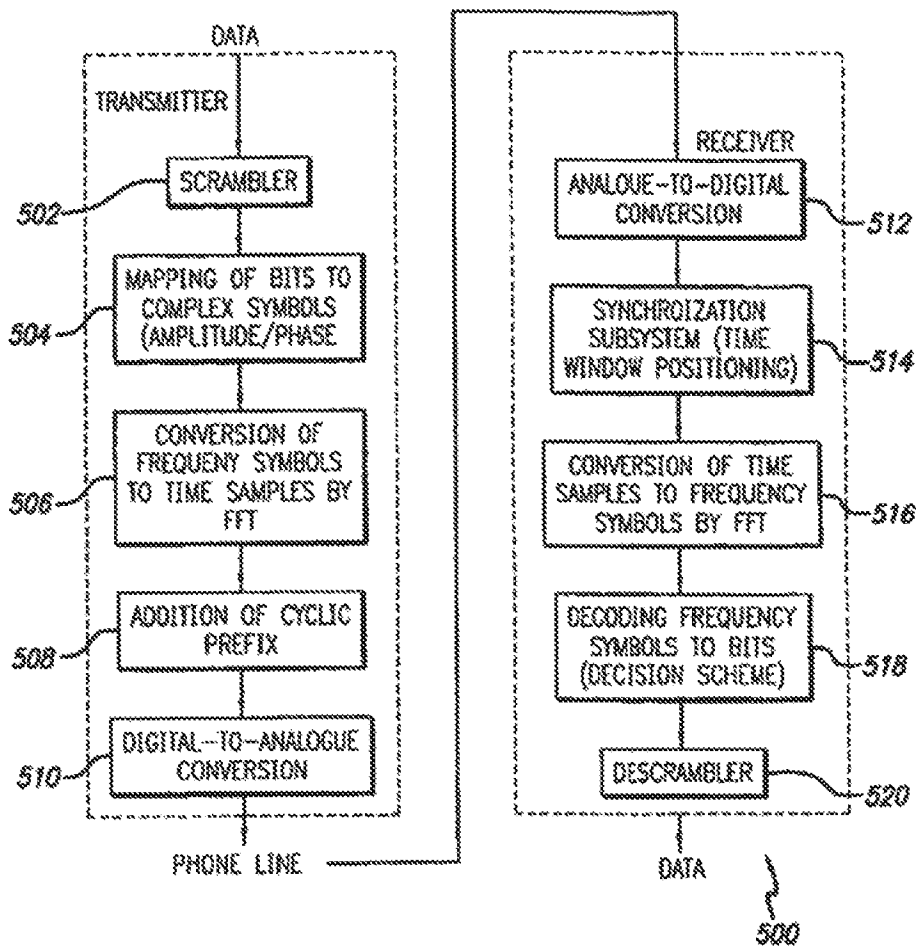 DATA
TRANSMITTER
SCRAMBLER
502
MAPPING OF BITS TO
COMPLEX SYMBOLS
(AMPLITUDE/PHASE
504
CONVERSION OF
FREQUENY SYMBOLS
TO TIME SAMPLES BY
FFT
506
ADDITION OF CYCLIC
PREFIX
508
DIGITAL-TO-ANALOGUE
CONVERSION
510
PHONE LINE
RECEIVER
ANALOUE-TO-DIGITAL
CONVERSION
512
SYNCHROIZATION
SUBSYSTEM (TIME
WINDOW POSITIONING)
514
CONVERSION OF TIME
SAMPLES TO FREQUENCY
SYMBOLS BY FFT
516
DECODING FREQUENCY
SYMBOLS TO BITS
(DECISION SCHEME)
518
DESCRAMBLER
520
DATA
500